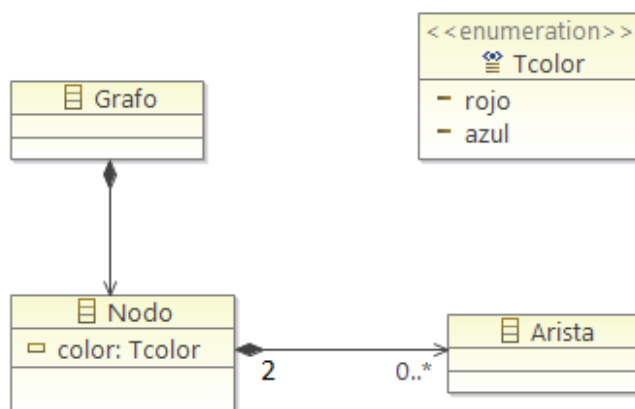 <<enumeration>>
Tcolor
rojo
azul
Grafo
Nodo
color: Tcolor
2
0..*
Arista